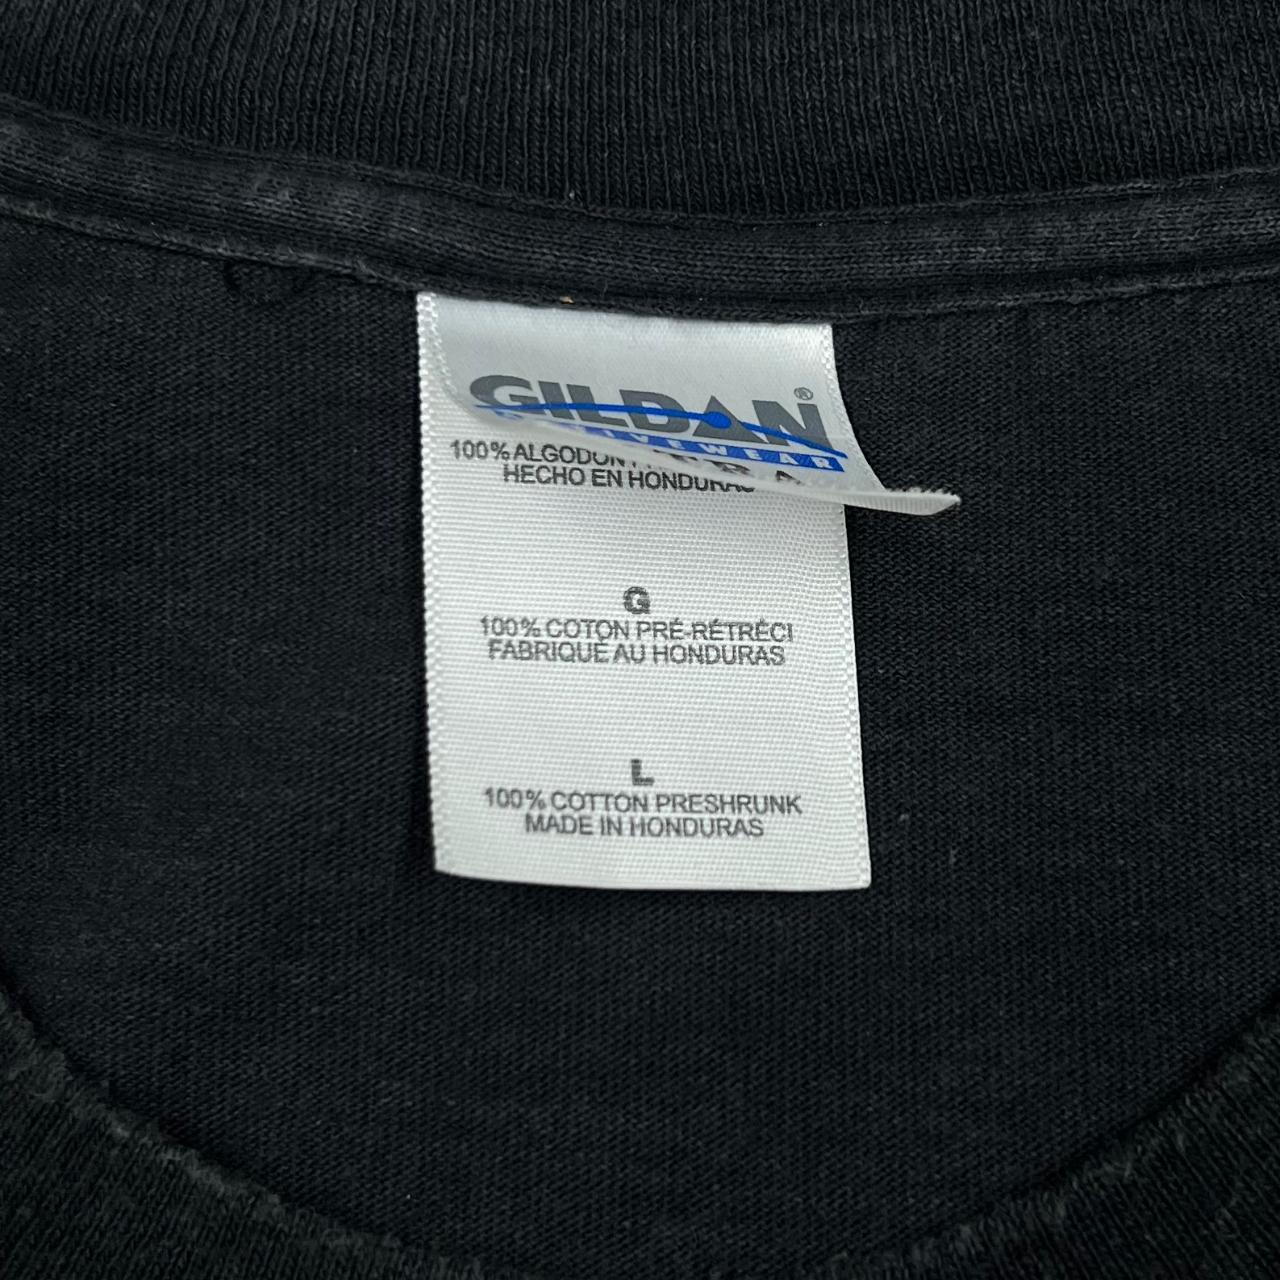 GILDAN®
100% ALGODON
HECHO EN HONDURAS
G
100% COTON PRÉ-RÉTRÉCI
FABRIQUÉ AU HONDURAS
L
100% COTTON PRESHRUNK
MADE IN HONDURAS